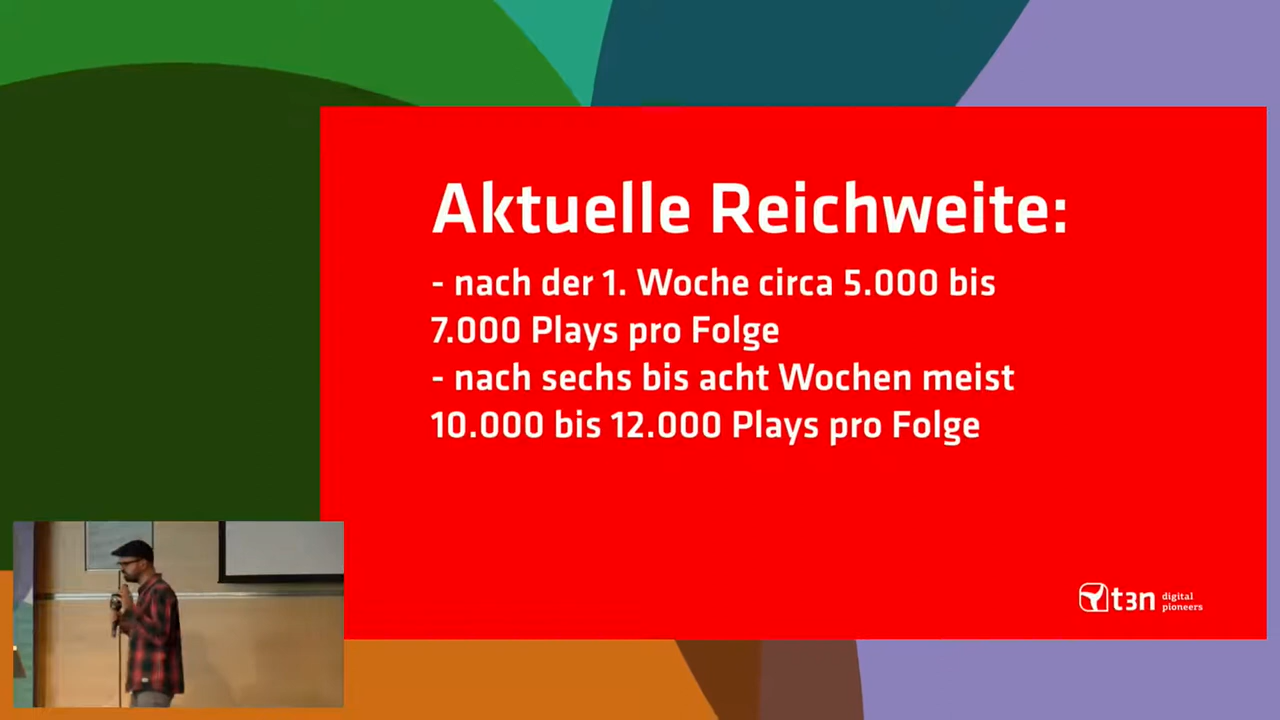 Aktuelle Reichweite:
- nach der 1. Woche circa 5.000 bis
7.000 Plays pro Folge
- nach sechs bis acht Wochen meist
10.000 bis 12.000 Plays pro Folge
t3n digital
pioneers